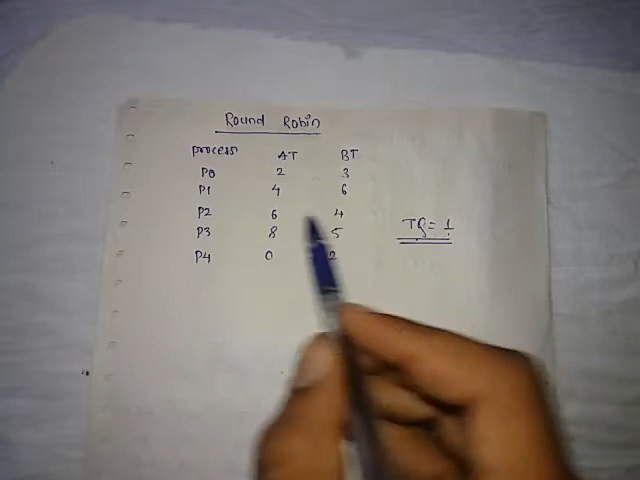 Round Robin
process AT BT
P0 2 3
P1 4 6
P2 6 4
P3 8 5
TQ = 1
P4 0 2